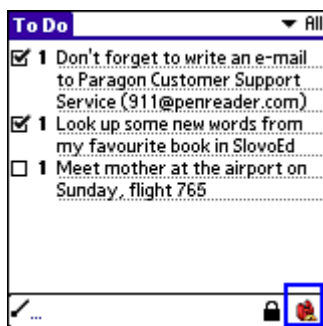 To Do
All
1 Don't forget to write an e-mail
to Paragon Customer Support
Service (911@penreader.com)
1 Look up some new words from
my favourite book in SlovoEd
1 Meet mother at the airport on
Sunday, flight 765
...